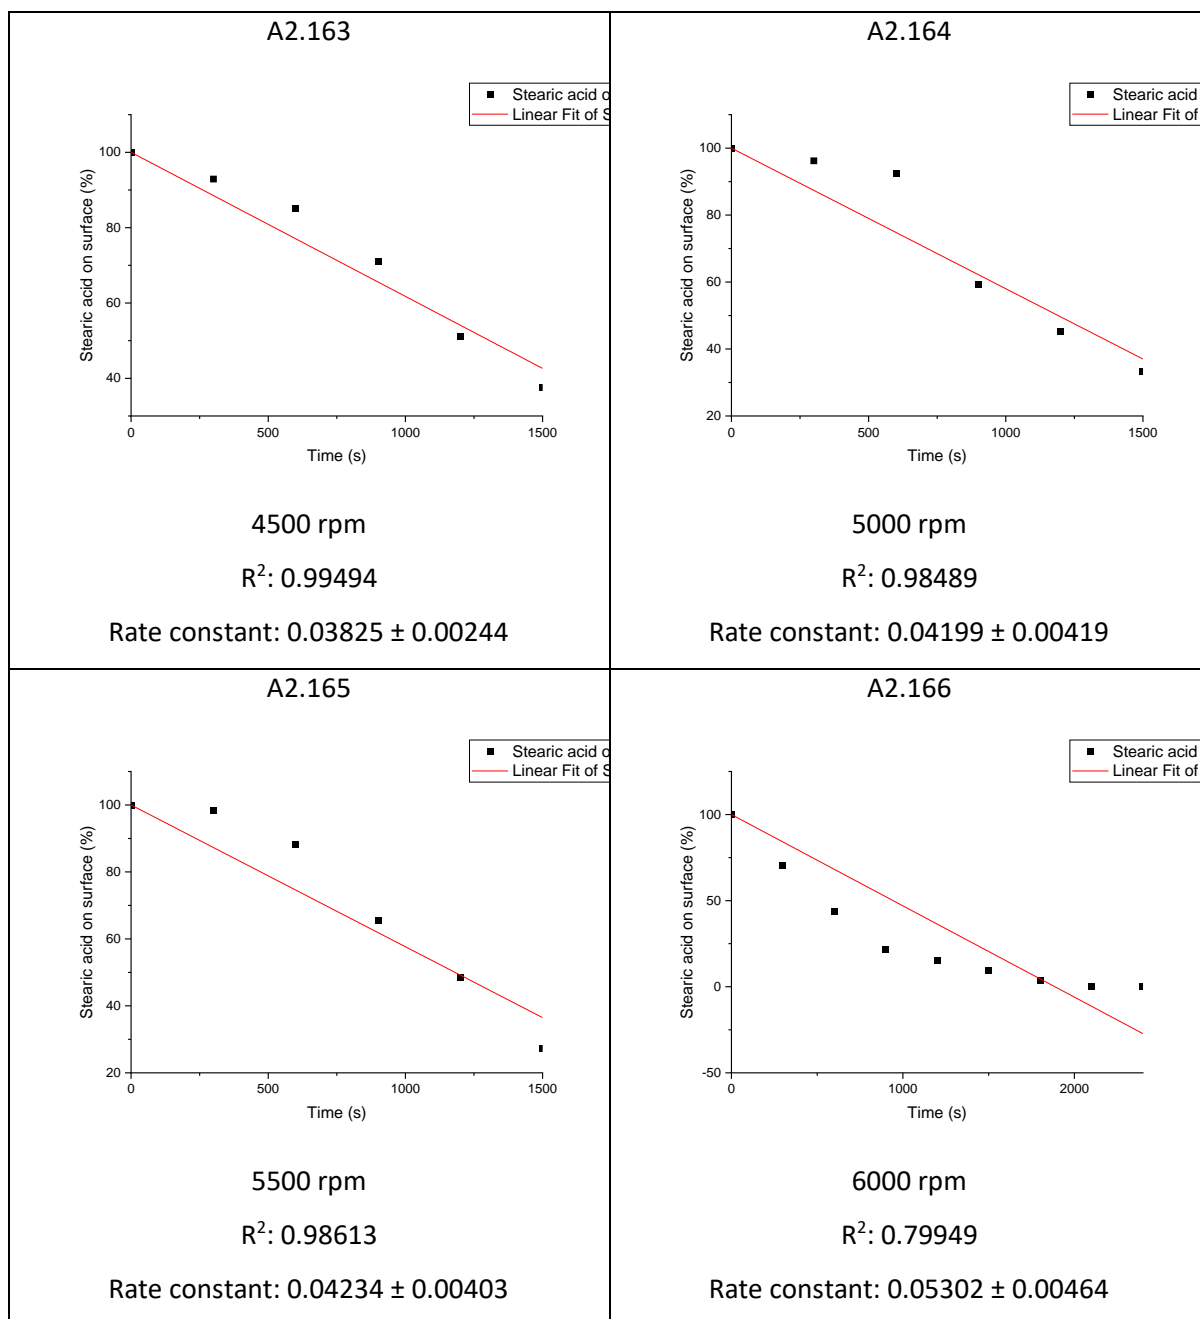 A2.163
Stearic acid o
Linear Fit of S
100
80
60
40
0
500
1000
1500
Stearic acid on surface (%)
Time (s)
4500 rpm
R²: 0.99494
Rate constant: 0.03825 ± 0.00244
A2.164
Stearic acid
Linear Fit of
100
80
60
40
20
0
500
1000
1500
Stearic acid on surface (%)
Time (s)
5000 rpm
R²: 0.98489
Rate constant: 0.04199 ± 0.00419
A2.165
Stearic acid o
Linear Fit of S
100
80
60
40
20
0
500
1000
1500
Stearic acid on surface (%)
Time (s)
5500 rpm
R²: 0.98613
Rate constant: 0.04234 ± 0.00403
A2.166
Stearic acid
Linear Fit of
100
50
0
-50
0
1000
2000
Stearic acid on surface (%)
Time (s)
6000 rpm
R²: 0.79949
Rate constant: 0.05302 ± 0.00464